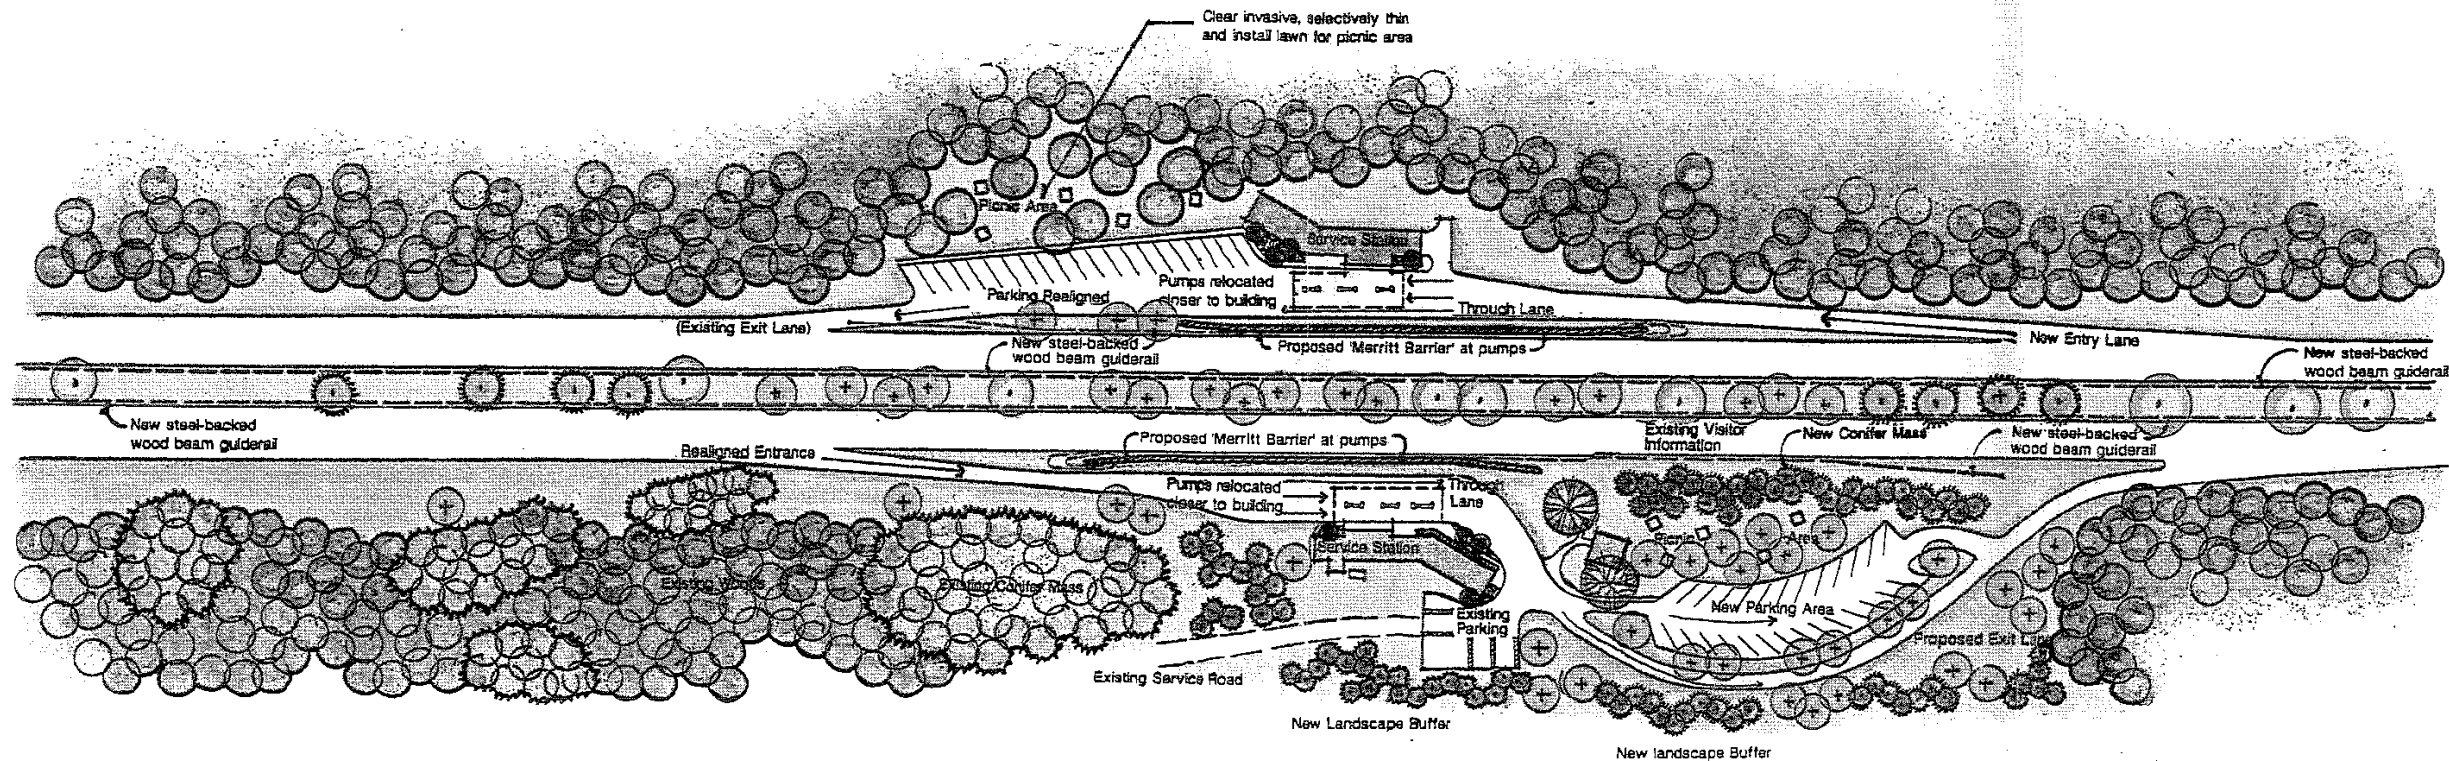 Clear invasive, selectively thin
and install lawn for picnic area
Picnic Area
Service Station
Pumps relocated
closer to building
Parking Realigned
(Existing Exit Lane)
Through Lane
New steel-backed
wood beam guiderail
Proposed 'Merritt Barrier' at pumps
New Entry Lane
New steel-backed
wood beam guiderail
New steel-backed
wood beam guiderail
Realigned Entrance
Proposed 'Merritt Barrier' at pumps
Existing Visitor
Information
New Conifer Mass
New steel-backed
wood beam guiderail
Pumps relocated
closer to building
Through
Lane
Service Station
Picnic Area
Existing Woods
Existing Conifer Mass
New Parking Area
Existing
Parking
Proposed Exit Lane
Existing Service Road
New Landscape Buffer
New landscape Buffer